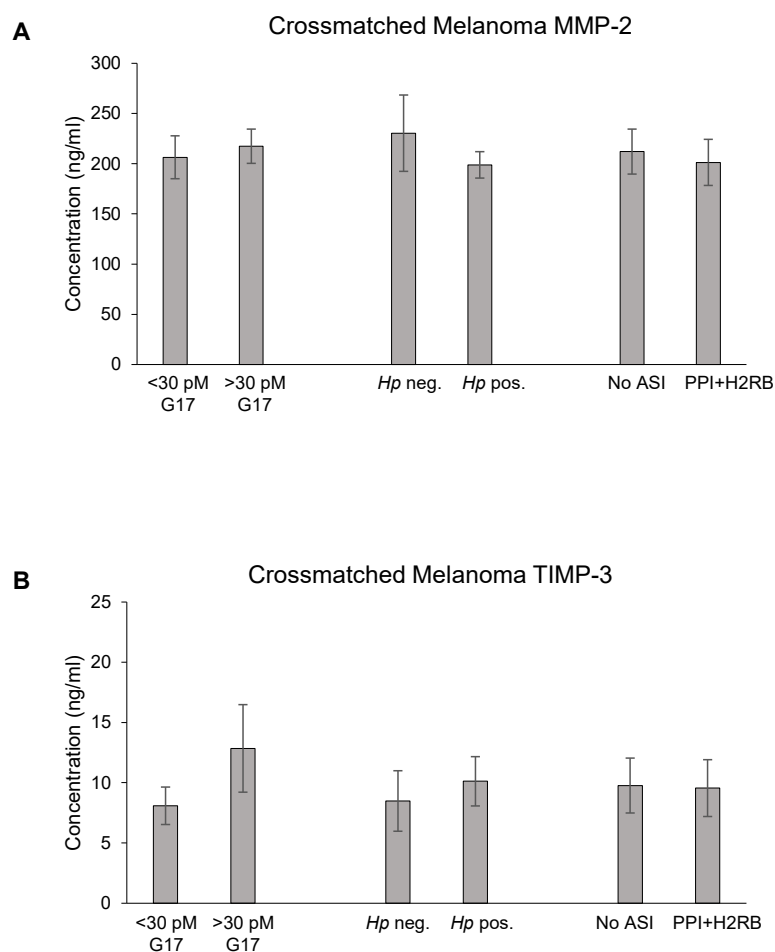 A
Crossmatched Melanoma MMP-2
Concentration (ng/ml)
300
250
200
150
100
50
0
<30 pM
G17
>30 pM
G17
Hp neg.
Hp pos.
No ASI
PPI+H2RB
B
Crossmatched Melanoma TIMP-3
Concentration (ng/ml)
25
20
15
10
5
0
<30 pM
G17
>30 pM
G17
Hp neg.
Hp pos.
No ASI
PPI+H2RB